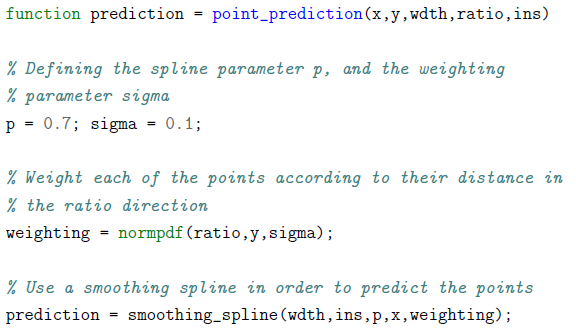 function prediction = point_prediction(x,y,wdth,ratio,ins)
% Defining the spline parameter p, and the weighting
% parameter sigma
p = 0.7; sigma = 0.1;
% Weight each of the points according to their distance in
% the ratio direction
weighting = normpdf(ratio,y,sigma);
% Use a smoothing spline in order to predict the points
prediction = smoothing_spline(wdth,ins,p,x,weighting);